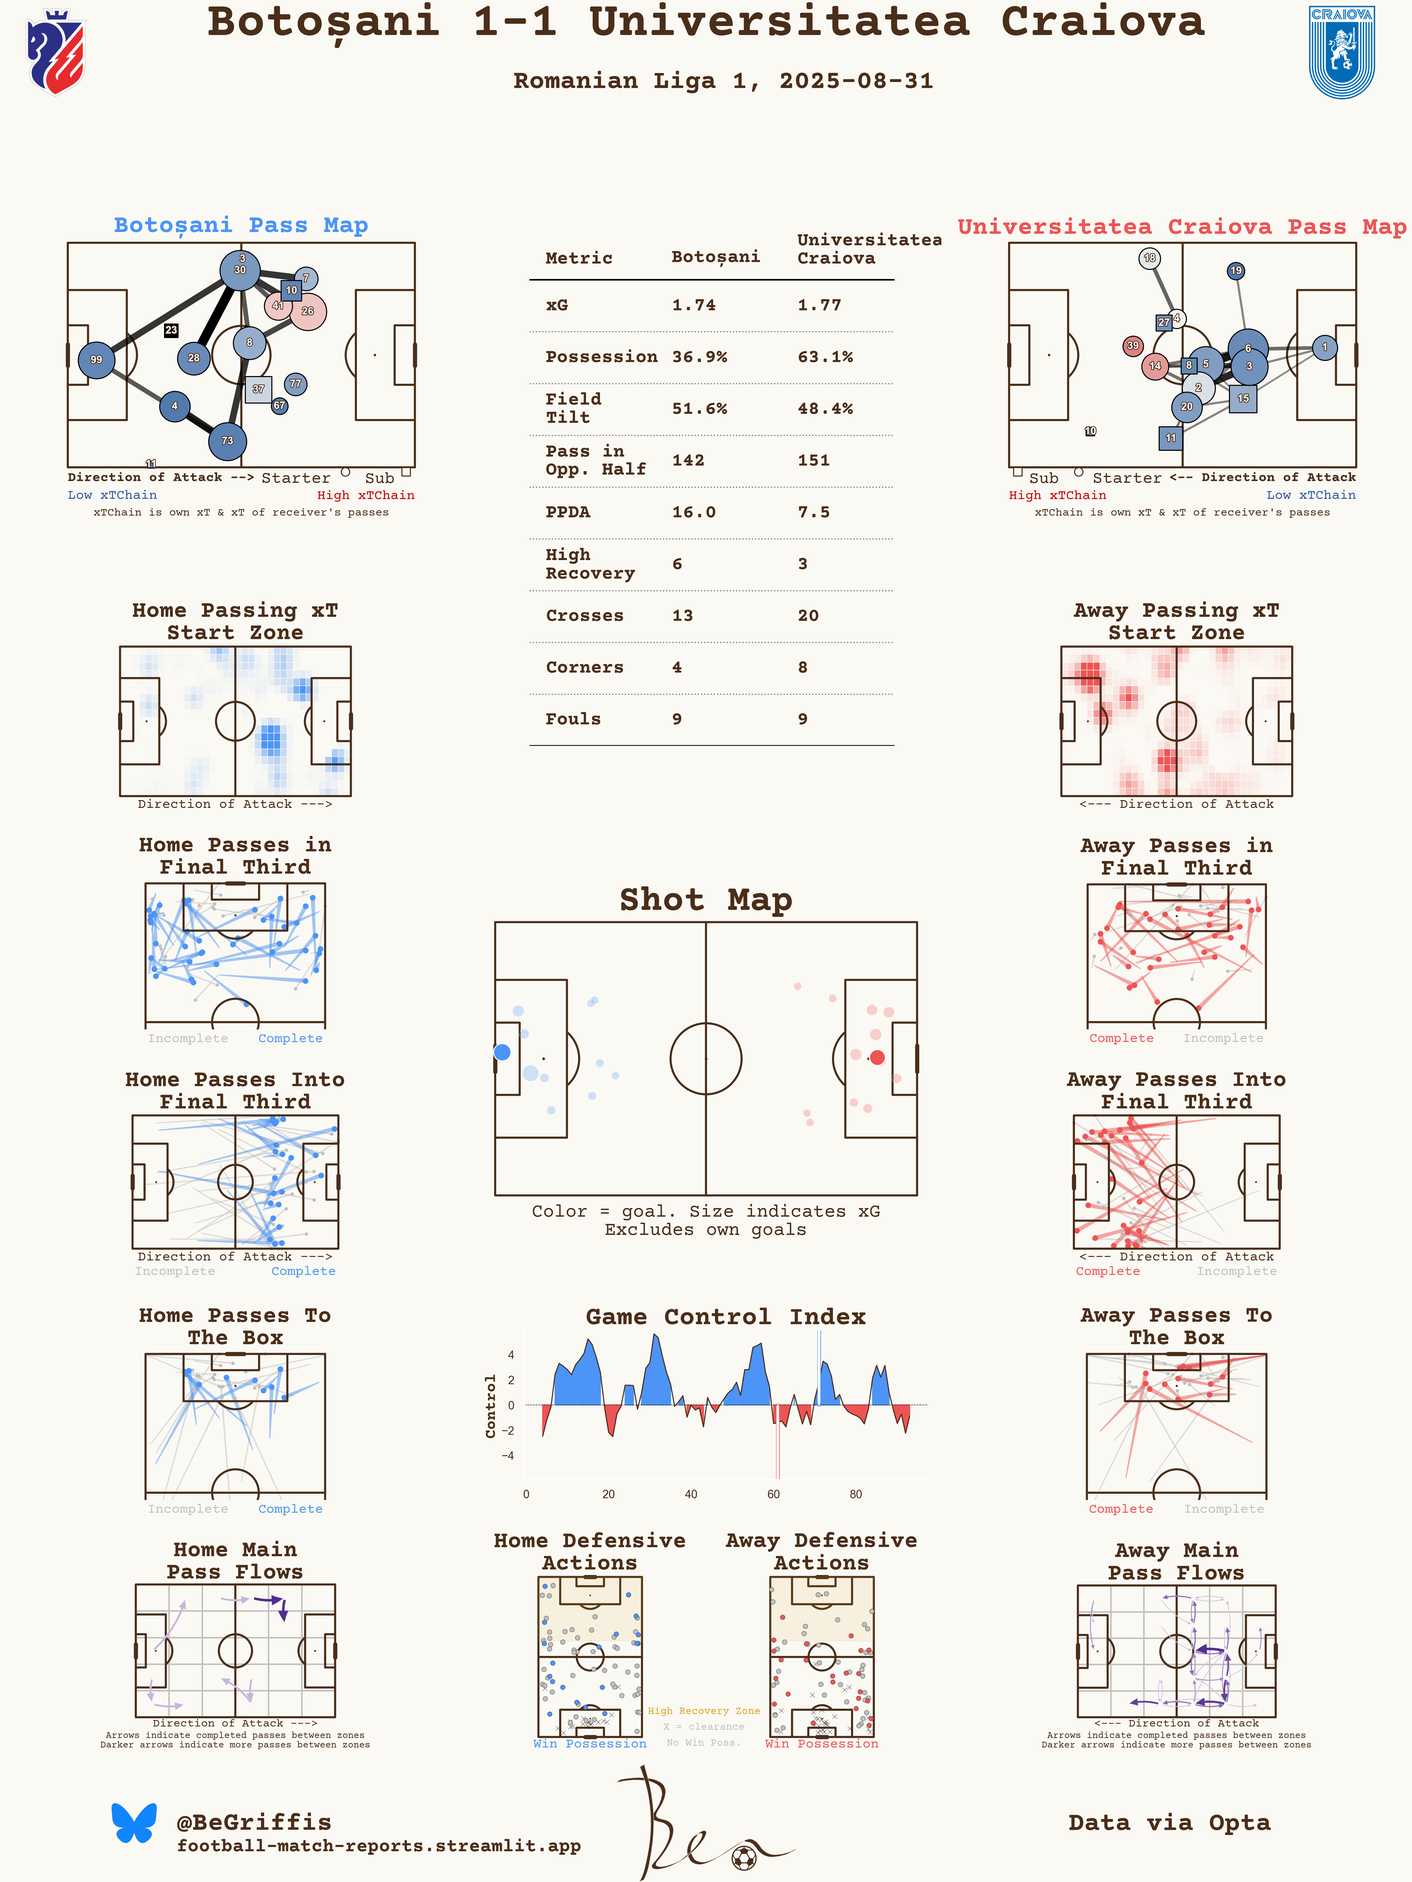 Botoșani 1-1 Universitatea Craiova
Romanian Liga 1, 2025-08-31
CRAIOVA
Botoșani Pass Map
3
30
7
10
41
26
23
8
99
28
37
77
67
4
73
11
Direction of Attack --> Starter Sub
Low xTChain High xTChain
xTChain is own xT & xT of receiver's passes
Metric Botoșani Universitatea Craiova
xG 1.74 1.77
Possession 36.9% 63.1%
Field Tilt 51.6% 48.4%
Pass in Opp. Half 142 151
PPDA 16.0 7.5
High Recovery 6 3
Crosses 13 20
Corners 4 8
Fouls 9 9
Universitatea Craiova Pass Map
18
19
27
4
39
6
1
14
8
5
3
2
15
20
10
11
Sub Starter <-- Direction of Attack
High xTChain Low xTChain
xTChain is own xT & xT of receiver's passes
Home Passing xT
Start Zone
Direction of Attack --->
Away Passing xT
Start Zone
<--- Direction of Attack
Home Passes in
Final Third
Incomplete Complete
Away Passes in
Final Third
Complete Incomplete
Shot Map
Color = goal. Size indicates xG
Excludes own goals
Home Passes Into
Final Third
Direction of Attack --->
Incomplete Complete
Away Passes Into
Final Third
<--- Direction of Attack
Complete Incomplete
Home Passes To
The Box
Incomplete Complete
Game Control Index
Control
4
2
0
−2
−4
0 20 40 60 80
Away Passes To
The Box
Complete Incomplete
Home Main
Pass Flows
Direction of Attack --->
Arrows indicate completed passes between zones
Darker arrows indicate more passes between zones
Home Defensive
Actions
Win Possession
High Recovery Zone
X = clearance
No Win Poss.
Away Defensive
Actions
Win Possession
Away Main
Pass Flows
<--- Direction of Attack
Arrows indicate completed passes between zones
Darker arrows indicate more passes between zones
@BeGriffis
football-match-reports.streamlit.app
Ben
Data via Opta